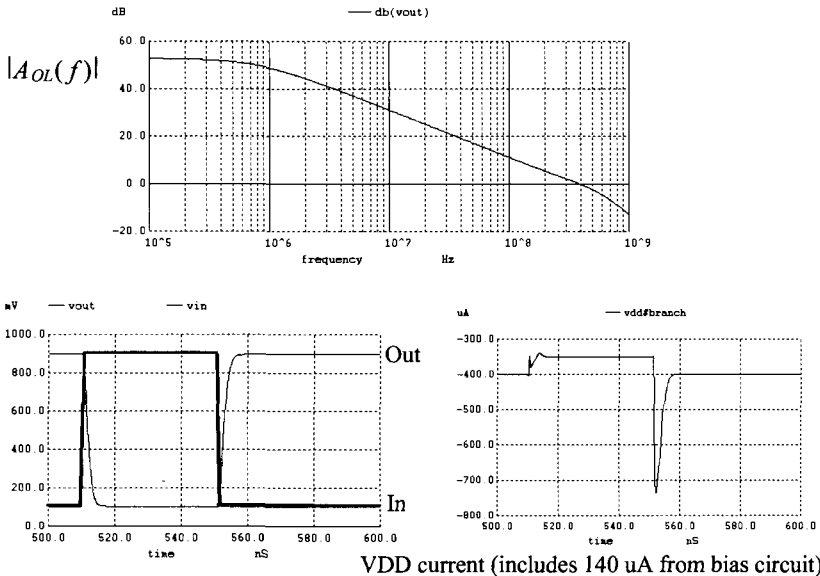 dB — db(vout)
|A_OL(f)|
60.0
40.0
20.0
0.0
-20.0
10^5 10^6 10^7 10^8 10^9
frequency Hz
mV — vout — vin
1000.0
800.0
600.0
400.0
200.0
0.0
500.0 520.0 540.0 560.0 580.0 600.0
time nS
Out
In
uA — vdd#branch
-300.0
-400.0
-500.0
-600.0
-700.0
-800.0
500.0 520.0 540.0 560.0 580.0 600.0
time nS
VDD current (includes 140 uA from bias circuit)